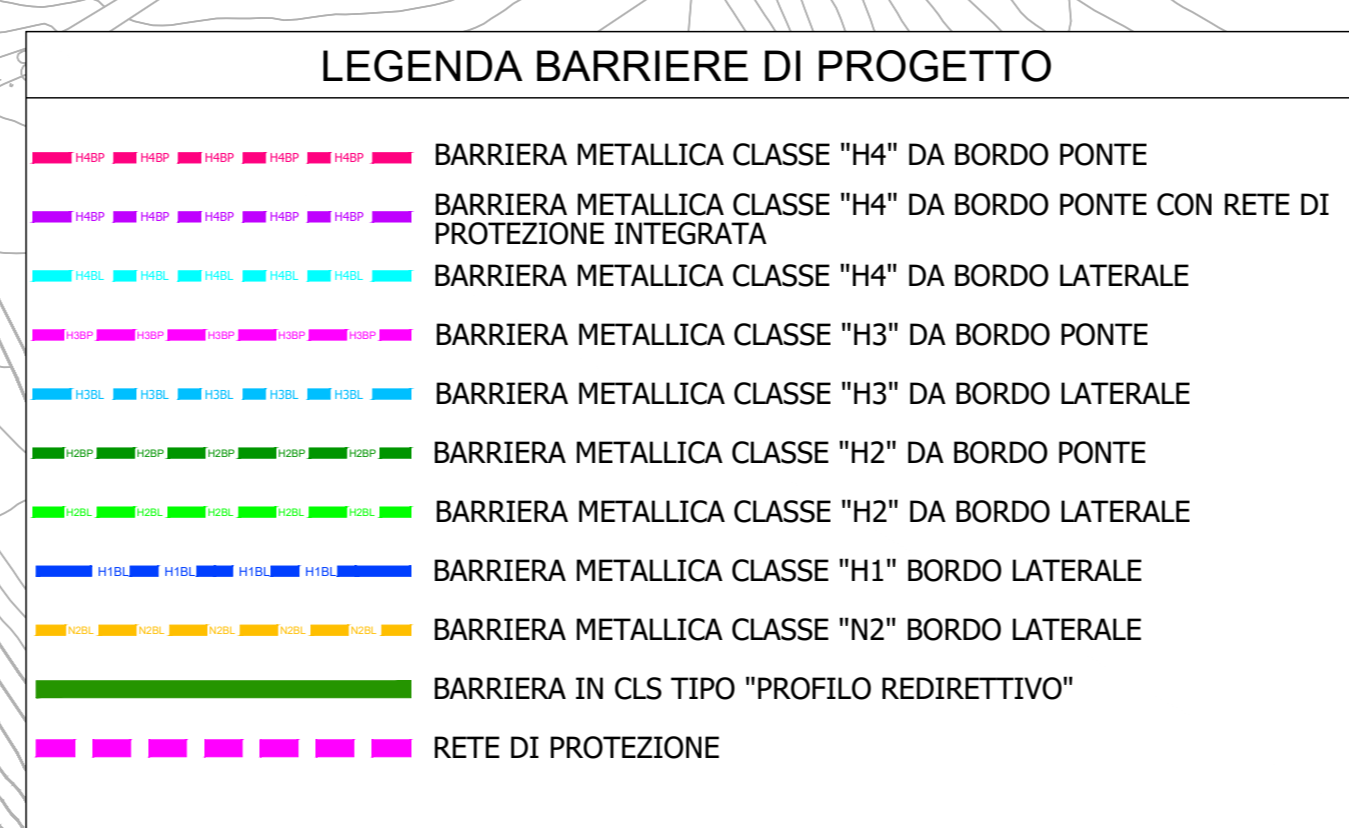 LEGENDA BARRIERE DI PROGETTO
H4BP H4BP H4BP H4BP H4BP BARRIERA METALLICA CLASSE "H4" DA BORDO PONTE
H4BP H4BP H4BP H4BP H4BP BARRIERA METALLICA CLASSE "H4" DA BORDO PONTE CON RETE DI
PROTEZIONE INTEGRATA
H4BL H4BL H4BL H4BL H4BL BARRIERA METALLICA CLASSE "H4" DA BORDO LATERALE
H3BP H3BP H3BP H3BP H3BP BARRIERA METALLICA CLASSE "H3" DA BORDO PONTE
H3BL H3BL H3BL H3BL H3BL BARRIERA METALLICA CLASSE "H3" DA BORDO LATERALE
H2BP H2BP H2BP H2BP H2BP BARRIERA METALLICA CLASSE "H2" DA BORDO PONTE
H2BL H2BL H2BL H2BL H2BL BARRIERA METALLICA CLASSE "H2" DA BORDO LATERALE
H1BL H1BL H1BL H1BL BARRIERA METALLICA CLASSE "H1" BORDO LATERALE
N2BL N2BL N2BL N2BL N2BL BARRIERA METALLICA CLASSE "N2" BORDO LATERALE
BARRIERA IN CLS TIPO "PROFILO REDIRETTIVO"
RETE DI PROTEZIONE